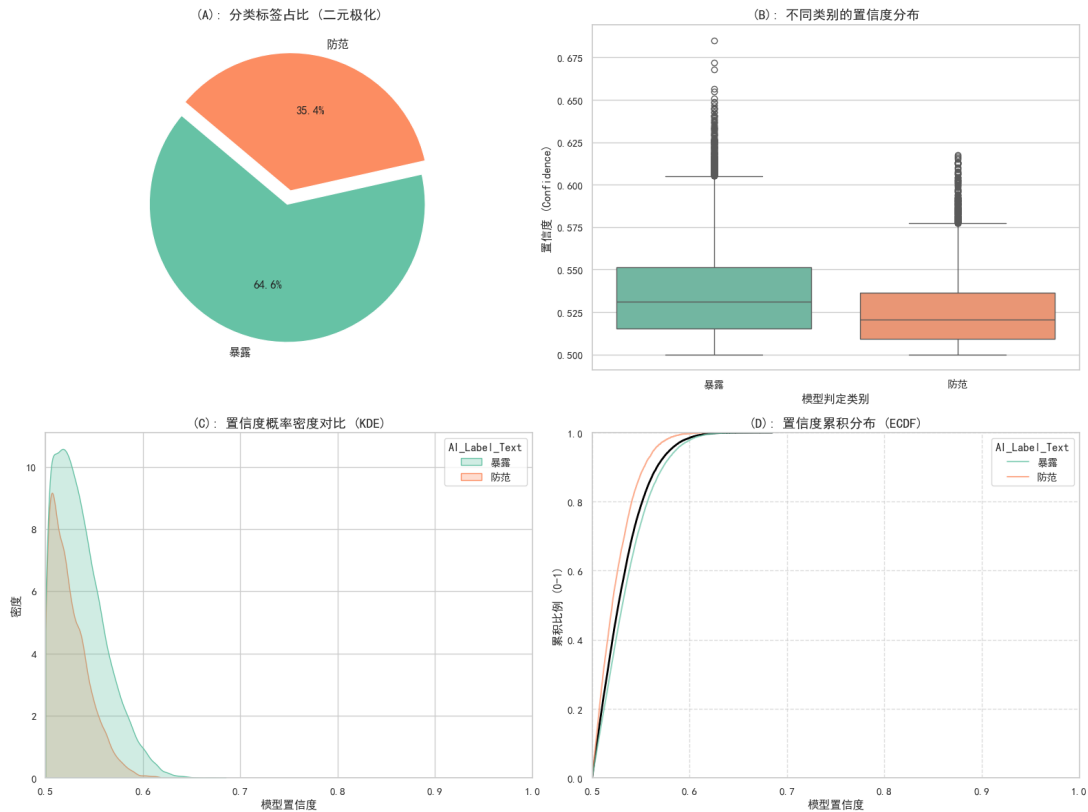 (A): 分类标签占比 (二元极化)
防范
35.4%
64.6%
暴露
(B): 不同类别的置信度分布
置信度 (Confidence)
0.675
0.650
0.625
0.600
0.575
0.550
0.525
0.500
暴露
防范
模型判定类别
(C): 置信度概率密度对比 (KDE)
AI_Label_Text
暴露
防范
密度
10
8
6
4
2
0
0.5
0.6
0.7
0.8
0.9
1.0
模型置信度
(D): 置信度累积分布 (ECDF)
AI_Label_Text
暴露
防范
累积比例 (0-1)
1.0
0.8
0.6
0.4
0.2
0.0
0.5
0.6
0.7
0.8
0.9
1.0
模型置信度